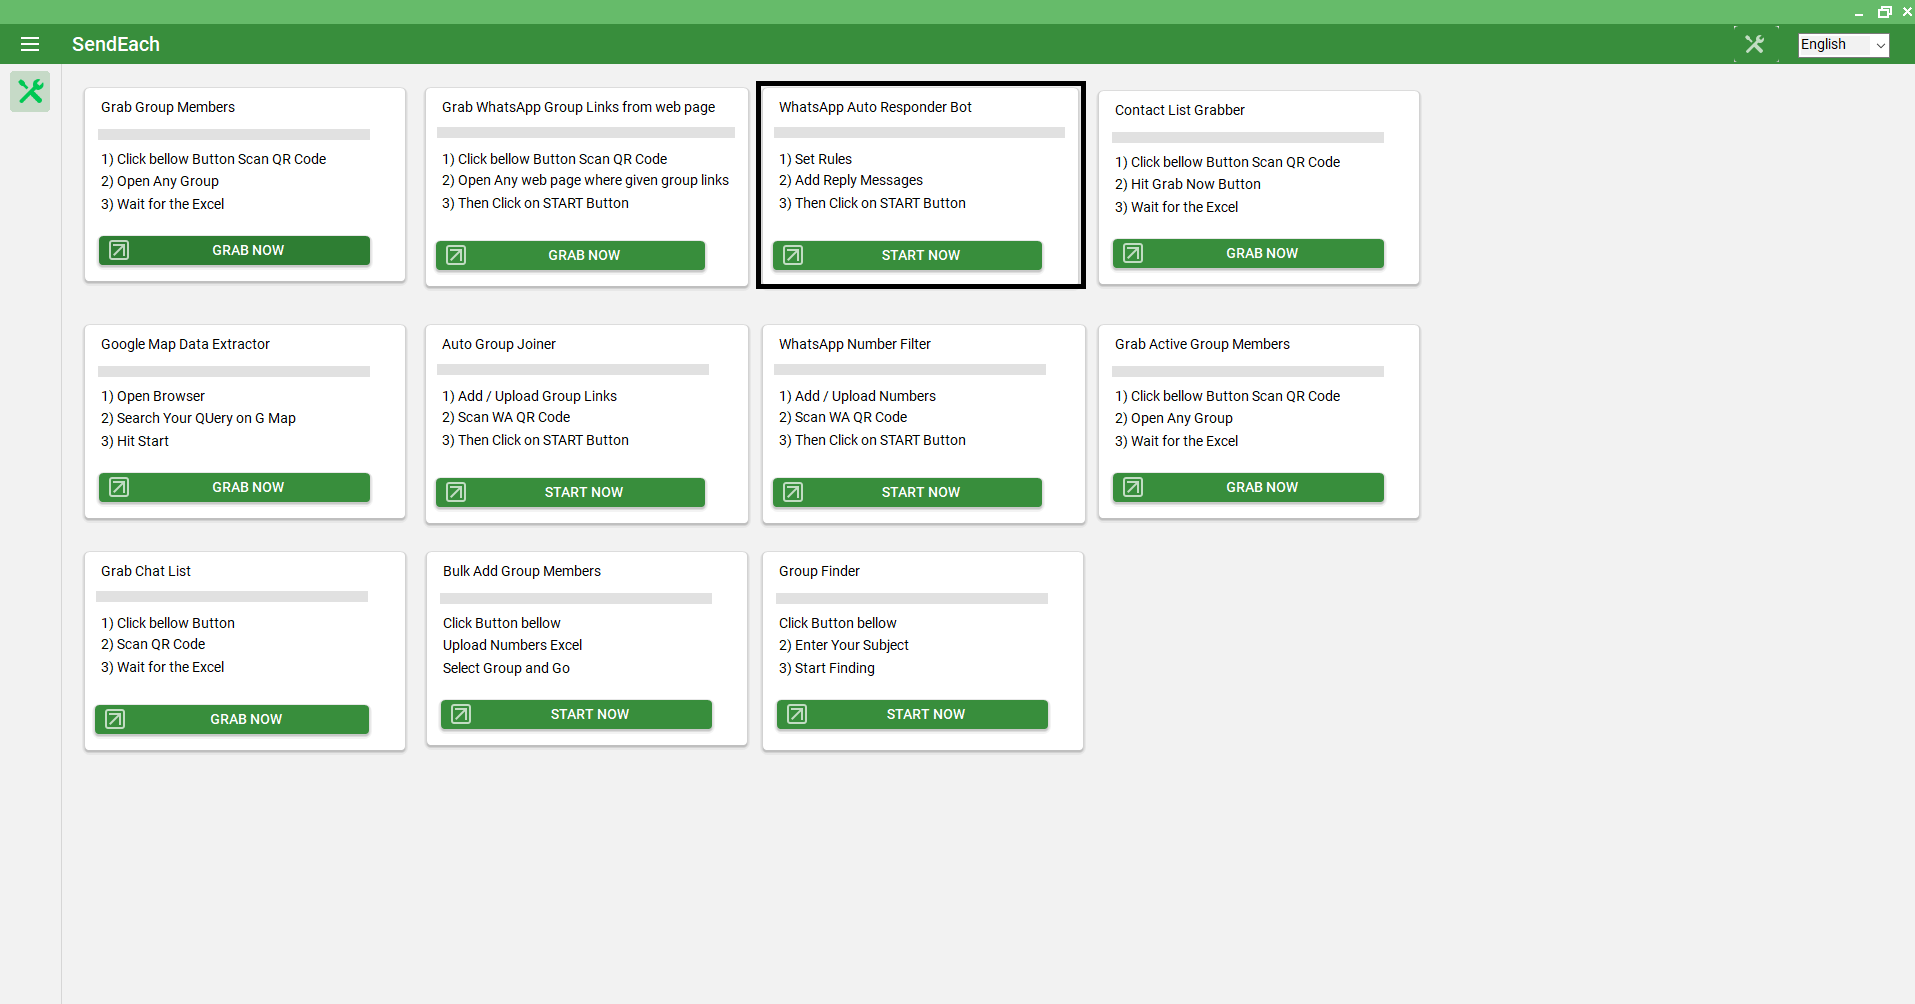 SendEach
English
Grab Group Members
1) Click bellow Button Scan QR Code
2) Open Any Group
3) Wait for the Excel
GRAB NOW
Grab WhatsApp Group Links from web page
1) Click bellow Button Scan QR Code
2) Open Any web page where given group links
3) Then Click on START Button
GRAB NOW
WhatsApp Auto Responder Bot
1) Set Rules
2) Add Reply Messages
3) Then Click on START Button
START NOW
Contact List Grabber
1) Click bellow Button Scan QR Code
2) Hit Grab Now Button
3) Wait for the Excel
GRAB NOW
Google Map Data Extractor
1) Open Browser
2) Search Your QUery on G Map
3) Hit Start
GRAB NOW
Auto Group Joiner
1) Add / Upload Group Links
2) Scan WA QR Code
3) Then Click on START Button
START NOW
WhatsApp Number Filter
1) Add / Upload Numbers
2) Scan WA QR Code
3) Then Click on START Button
START NOW
Grab Active Group Members
1) Click bellow Button Scan QR Code
2) Open Any Group
3) Wait for the Excel
GRAB NOW
Grab Chat List
1) Click bellow Button
2) Scan QR Code
3) Wait for the Excel
GRAB NOW
Bulk Add Group Members
Click Button bellow
Upload Numbers Excel
Select Group and Go
START NOW
Group Finder
Click Button bellow
2) Enter Your Subject
3) Start Finding
START NOW